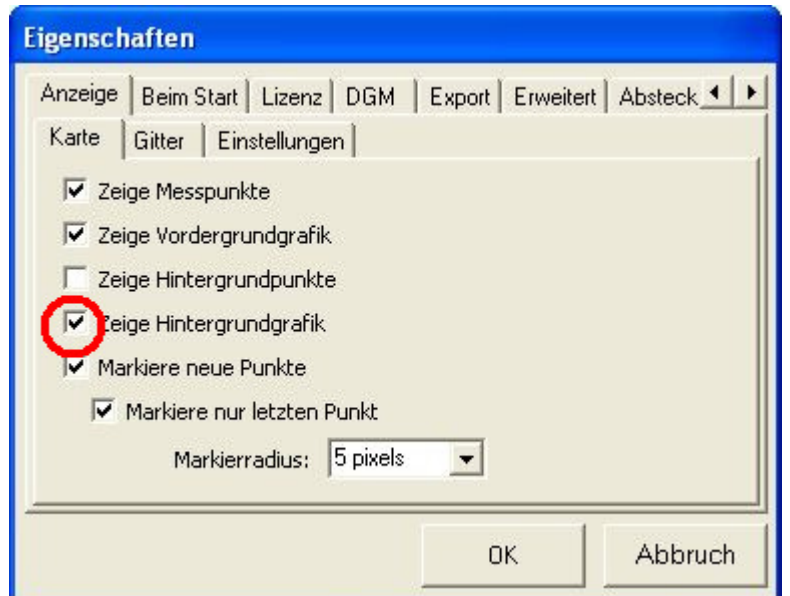 Eigenschaften
Anzeige Beim Start Lizenz DGM Export Erweitert Absteck
Karte Gitter Einstellungen
Zeige Messpunkte
Zeige Vordergrundgrafik
Zeige Hintergrundpunkte
Zeige Hintergrundgrafik
Markiere neue Punkte
Markiere nur letzten Punkt
Markierradius: 5 pixels
OK Abbruch